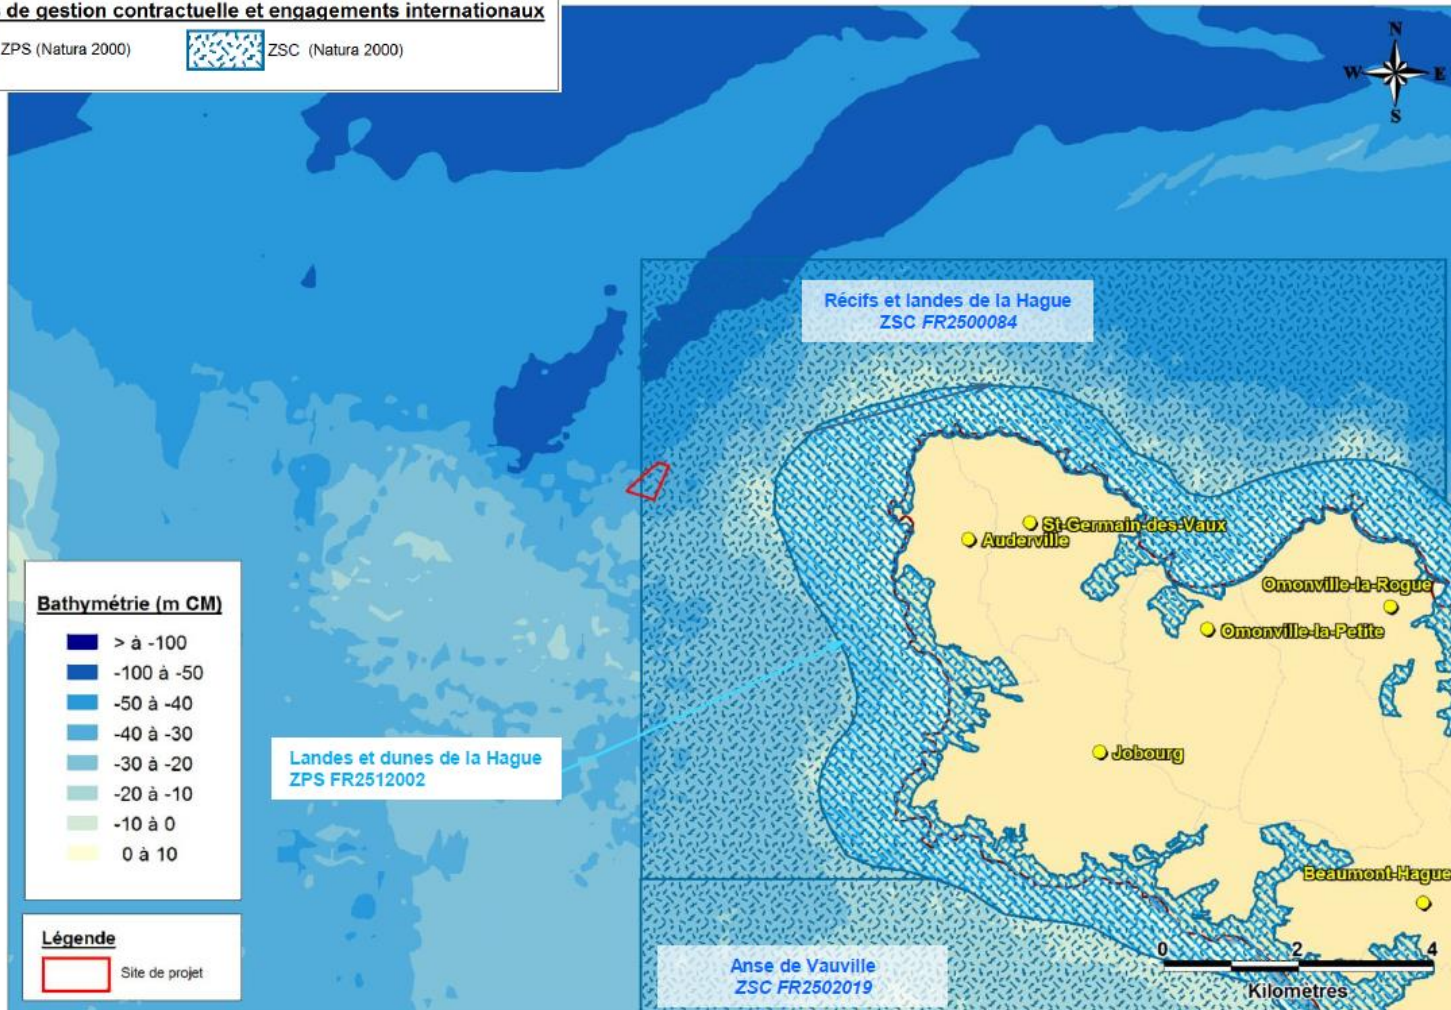 de gestion contractuelle et engagements internationaux
ZPS (Natura 2000)
ZSC (Natura 2000)
N
W E
S
Récifs et landes de la Hague
ZSC FR2500084
St-Germain-des-Vaux
Auderville
Omonville-la-Rogue
Omonville-la-Petite
Bathymétrie (m CM)
> à -100
-100 à -50
-50 à -40
-40 à -30
-30 à -20
-20 à -10
-10 à 0
0 à 10
Landes et dunes de la Hague
ZPS FR2512002
Jobourg
Beaumont-Hague
Légende
Site de projet
Anse de Vauville
ZSC FR2502019
0 2 4
Kilomètres